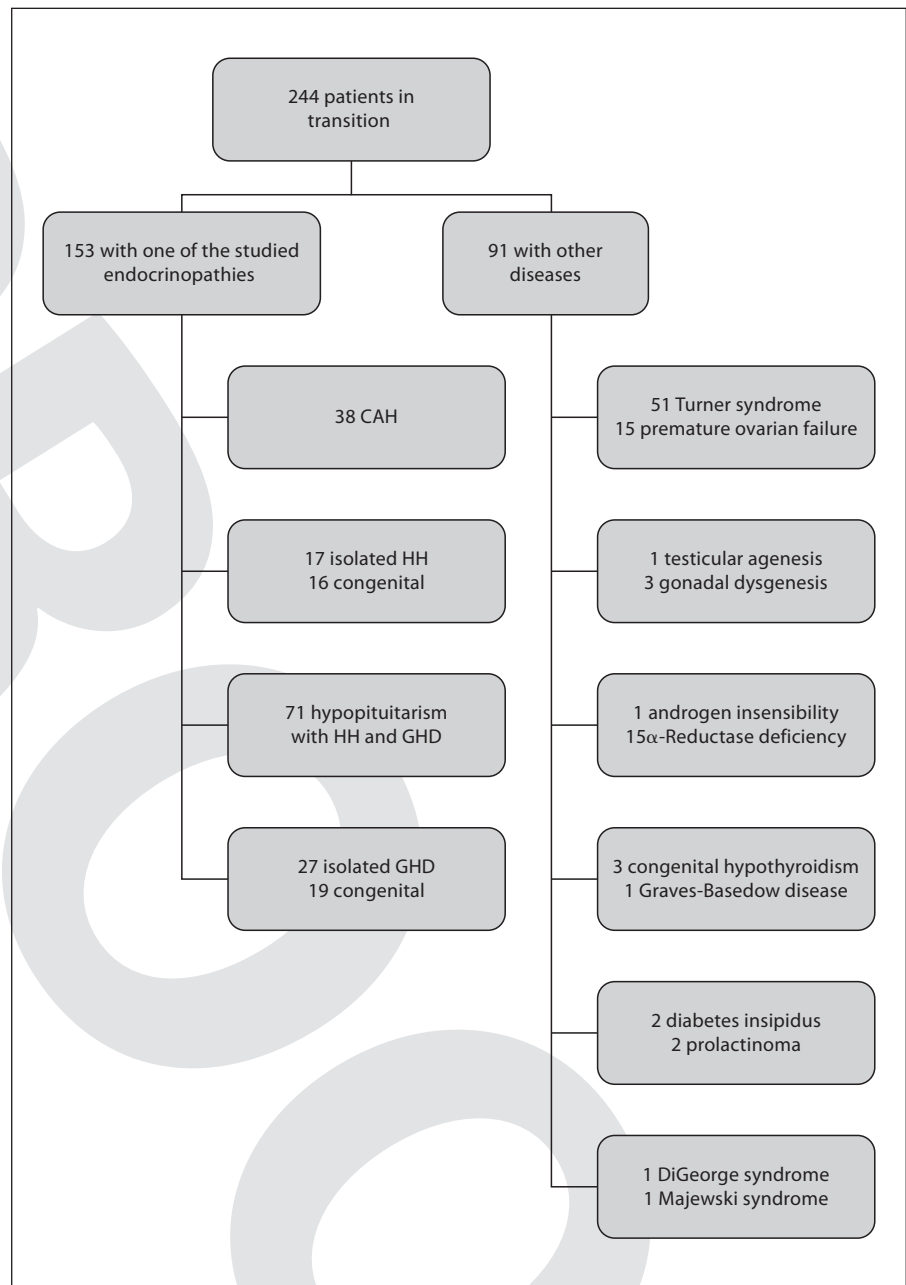 244 patients in
transition
153 with one of the studied
endocrinopathies
91 with other
diseases
38 CAH
17 isolated HH
16 congenital
71 hypopituitarism
with HH and GHD
27 isolated GHD
19 congenital
51 Turner syndrome
15 premature ovarian failure
1 testicular agenesis
3 gonadal dysgenesis
1 androgen insensibility
15α-Reductase deficiency
3 congenital hypothyroidism
1 Graves-Basedow disease
2 diabetes insipidus
2 prolactinoma
1 DiGeorge syndrome
1 Majewski syndrome